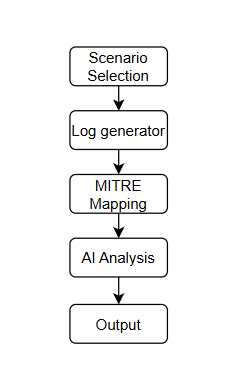 Scenario
Selection
Log generator
MITRE
Mapping
AI Analysis
Output